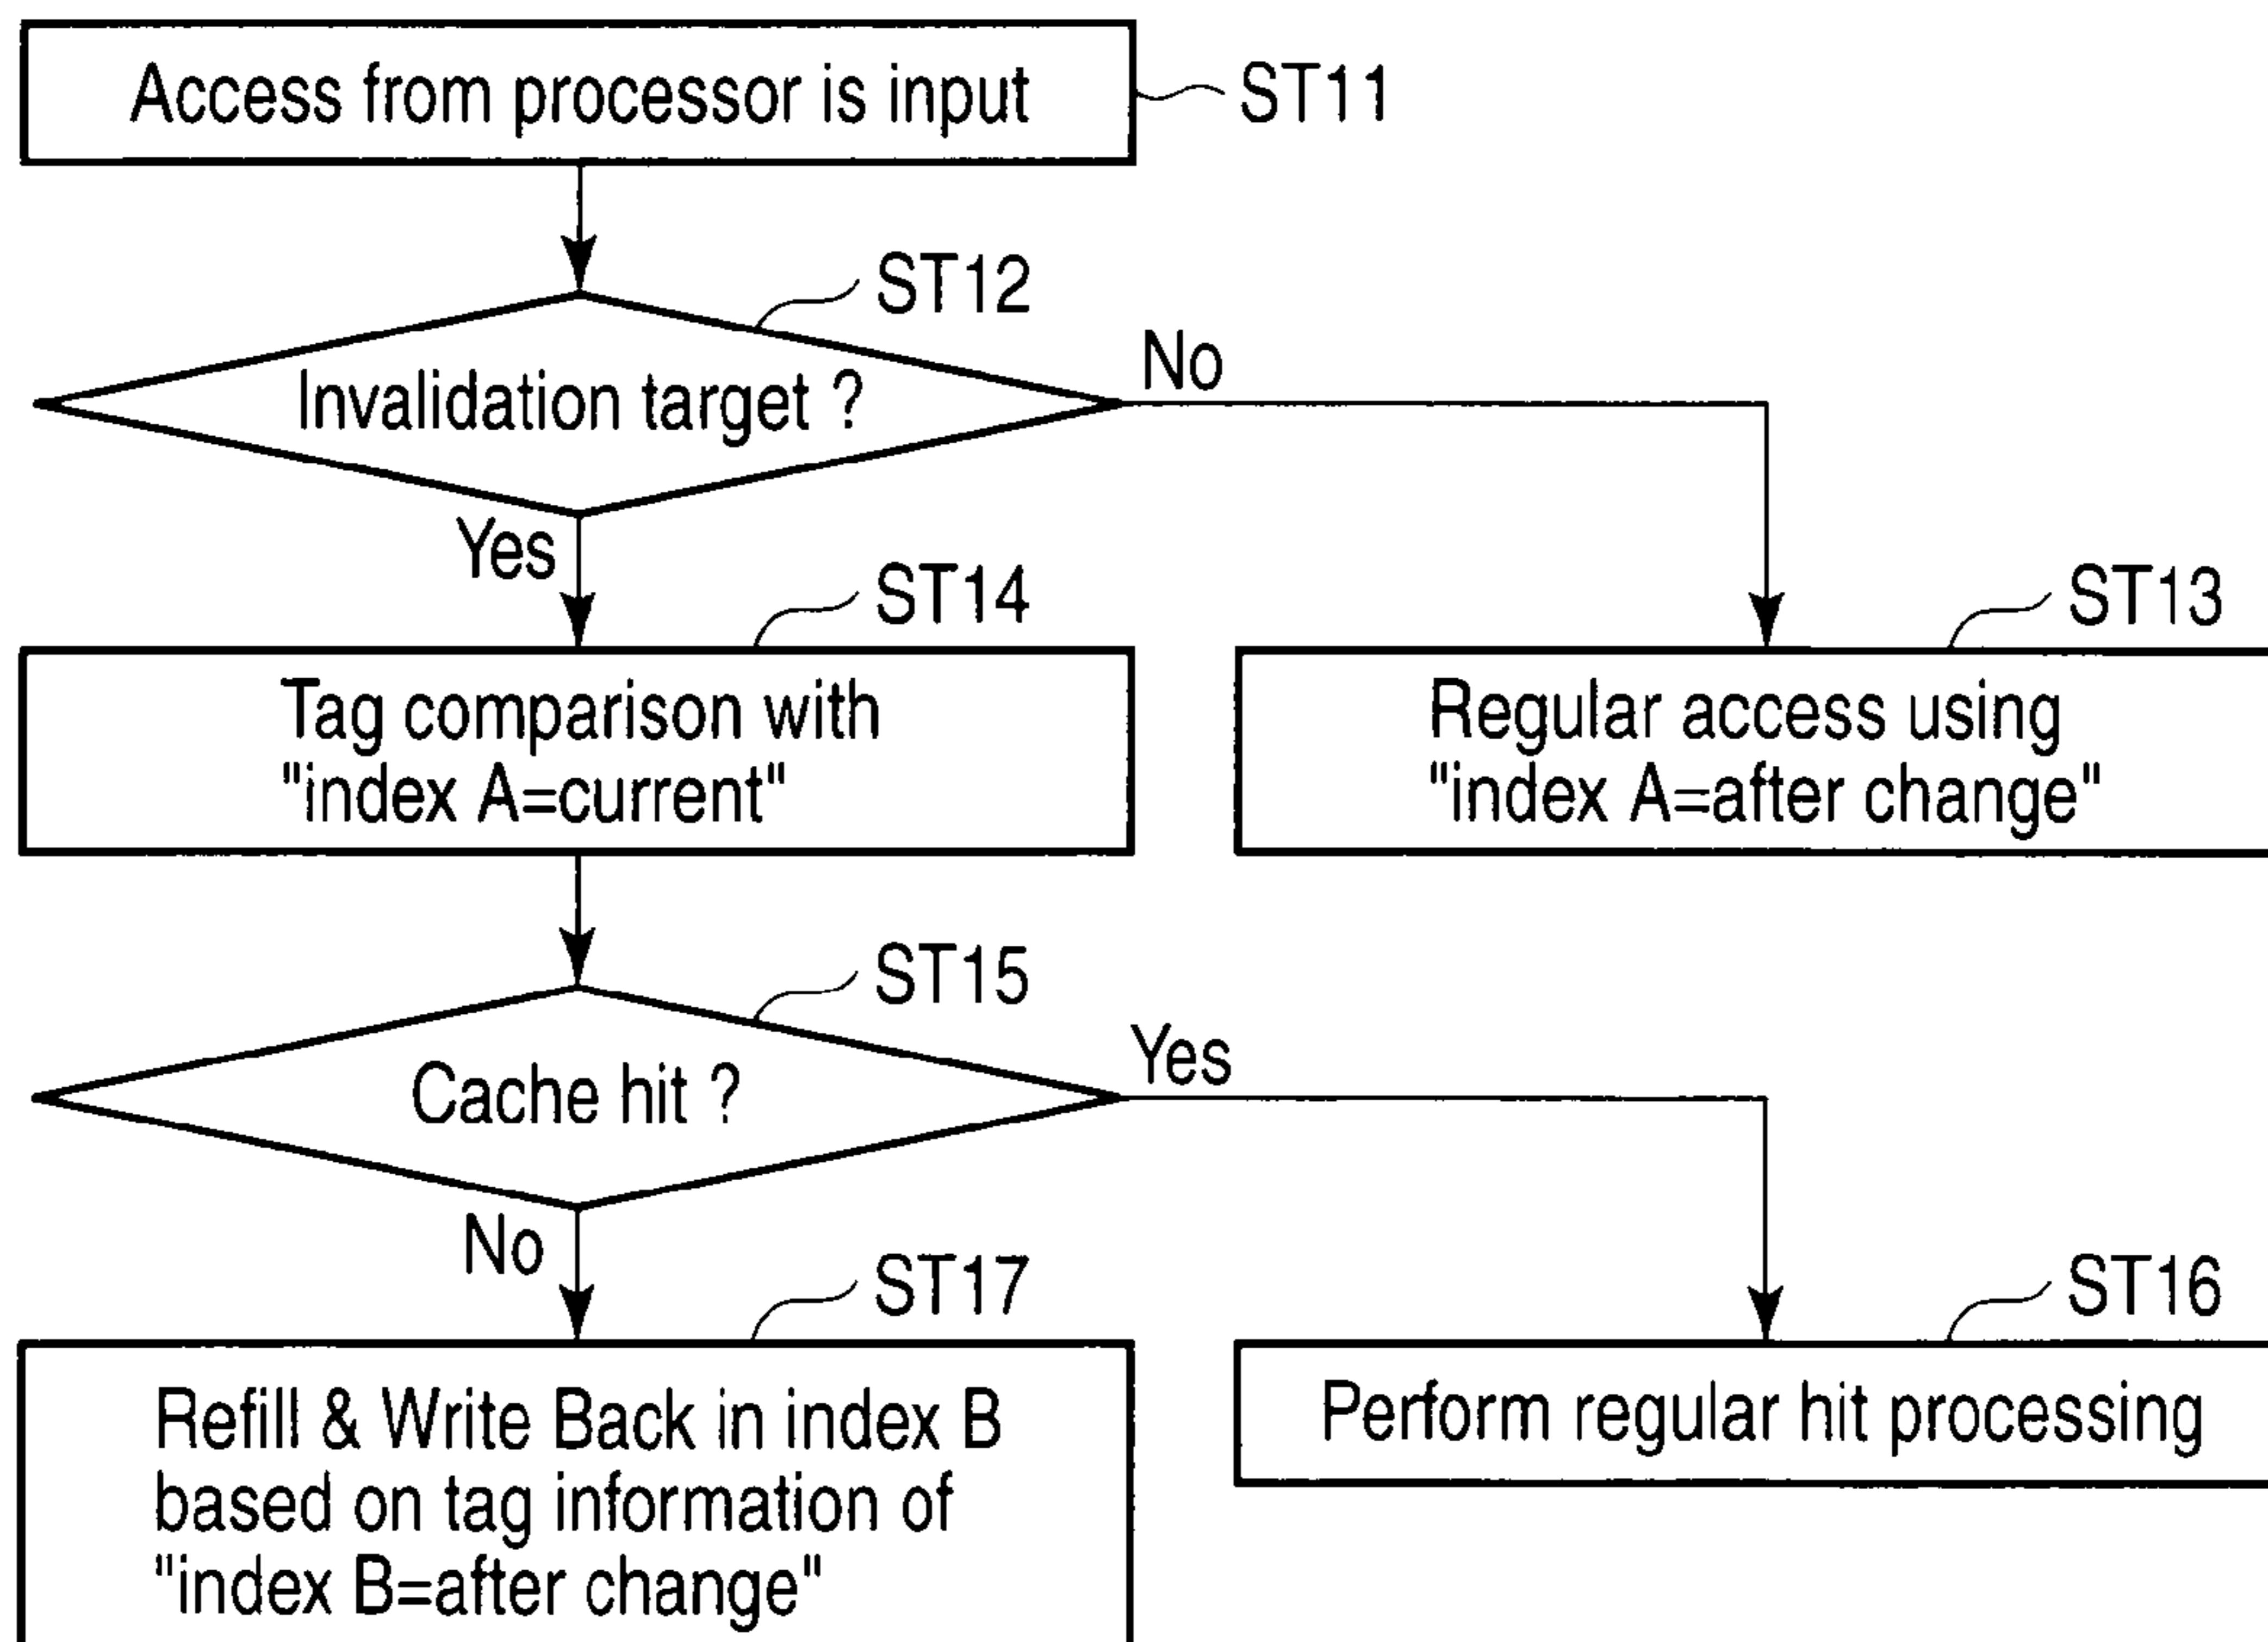 Access from processor is input
ST11
ST12
Invalidation target ?
No
Yes
ST14
ST13
Tag comparison with
"index A=current"
Regular access using
"index A=after change"
ST15
Cache hit ?
Yes
No
ST17
ST16
Refill & Write Back in index B
based on tag information of
"index B=after change"
Perform regular hit processing